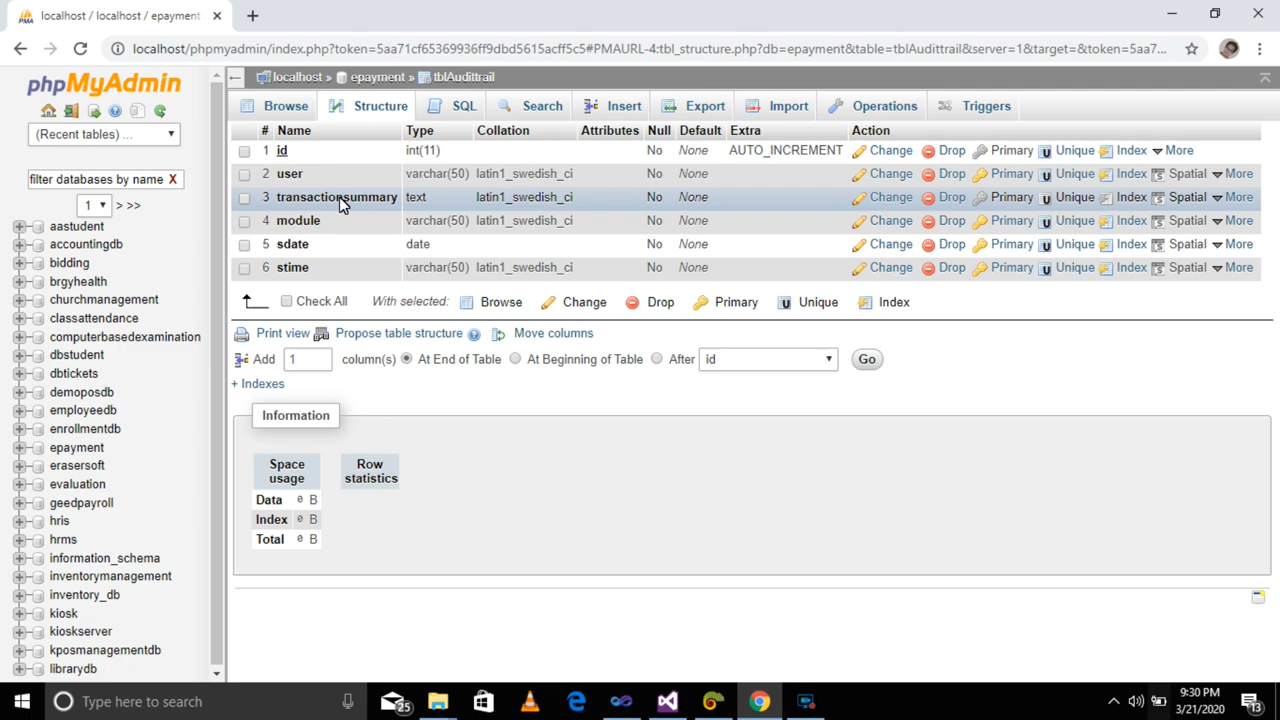 localhost / localhost / epayment
localhost/phpmyadmin/index.php?token=5aa71cf65369936ff9dbd5615acff5c5#PMAURL-4:tbl_structure.php?db=epayment&table=tblAudittrail&server=1&target=&token=5aa7...
phpMyAdmin
(Recent tables) ...
filter databases by name X
1 > >>
aastudent
accountingdb
bidding
brgyhealth
churchmanagement
classattendance
computerbasedexamination
dbstudent
dbtickets
demoposdb
employeedb
enrollmentdb
epayment
erasersoft
evaluation
geedpayroll
hris
hrms
information_schema
inventorymanagement
inventory_db
kiosk
kioskserver
kposmanagementdb
librarydb
localhost » epayment » tblAudittrail
Browse Structure SQL Search Insert Export Import Operations Triggers
# Name Type Collation Attributes Null Default Extra Action
1 id int(11) No None AUTO_INCREMENT Change Drop Primary Unique Index More
2 user varchar(50) latin1_swedish_ci No None Change Drop Primary Unique Index Spatial More
3 transactionsummary text latin1_swedish_ci No None Change Drop Primary Unique Index Spatial More
4 module varchar(50) latin1_swedish_ci No None Change Drop Primary Unique Index Spatial More
5 sdate date No None Change Drop Primary Unique Index Spatial More
6 stime varchar(50) latin1_swedish_ci No None Change Drop Primary Unique Index Spatial More
Check All With selected: Browse Change Drop Primary Unique Index
Print view Propose table structure Move columns
Add 1 column(s) At End of Table At Beginning of Table After id Go
+ Indexes
Information
Space usage
Data 0 B
Index 0 B
Total 0 B
Row statistics
Type here to search
25
9:30 PM
3/21/2020
13